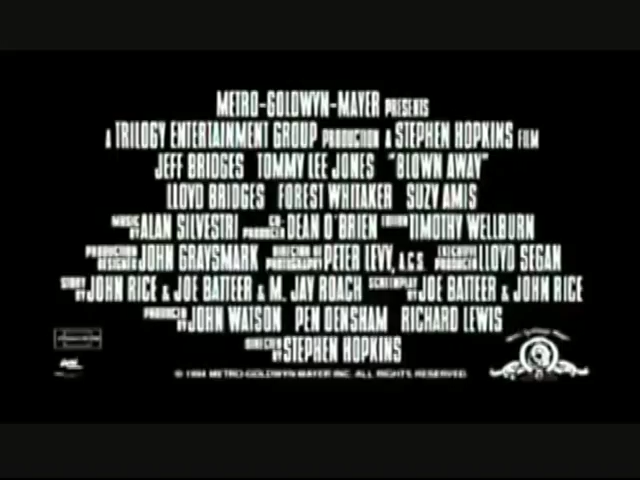 METRO-GOLDWYN-MAYER PRESENTS
A TRILOGY ENTERTAINMENT GROUP PRODUCTION A STEPHEN HOPKINS FILM
JEFF BRIDGES TOMMY LEE JONES "BLOWN AWAY"
LLOYD BRIDGES FOREST WHITAKER SUZY AMIS
MUSIC BY ALAN SILVESTRI CO-PRODUCER DEAN O'BRIEN EDITOR TIMOTHY WELLBURN
PRODUCTION DESIGNER JOHN GRAYSMARK DIRECTOR OF PHOTOGRAPHY PETER LEVY, A.C.S. EXECUTIVE PRODUCER LLOYD SEGAN
STORY BY JOHN RICE & JOE BATTEER & M. JAY ROACH SCREENPLAY BY JOE BATTEER & JOHN RICE
PRODUCED BY JOHN WATSON PEN DENSHAM RICHARD LEWIS
DIRECTED BY STEPHEN HOPKINS
© 1994 METRO-GOLDWYN-MAYER INC. ALL RIGHTS RESERVED